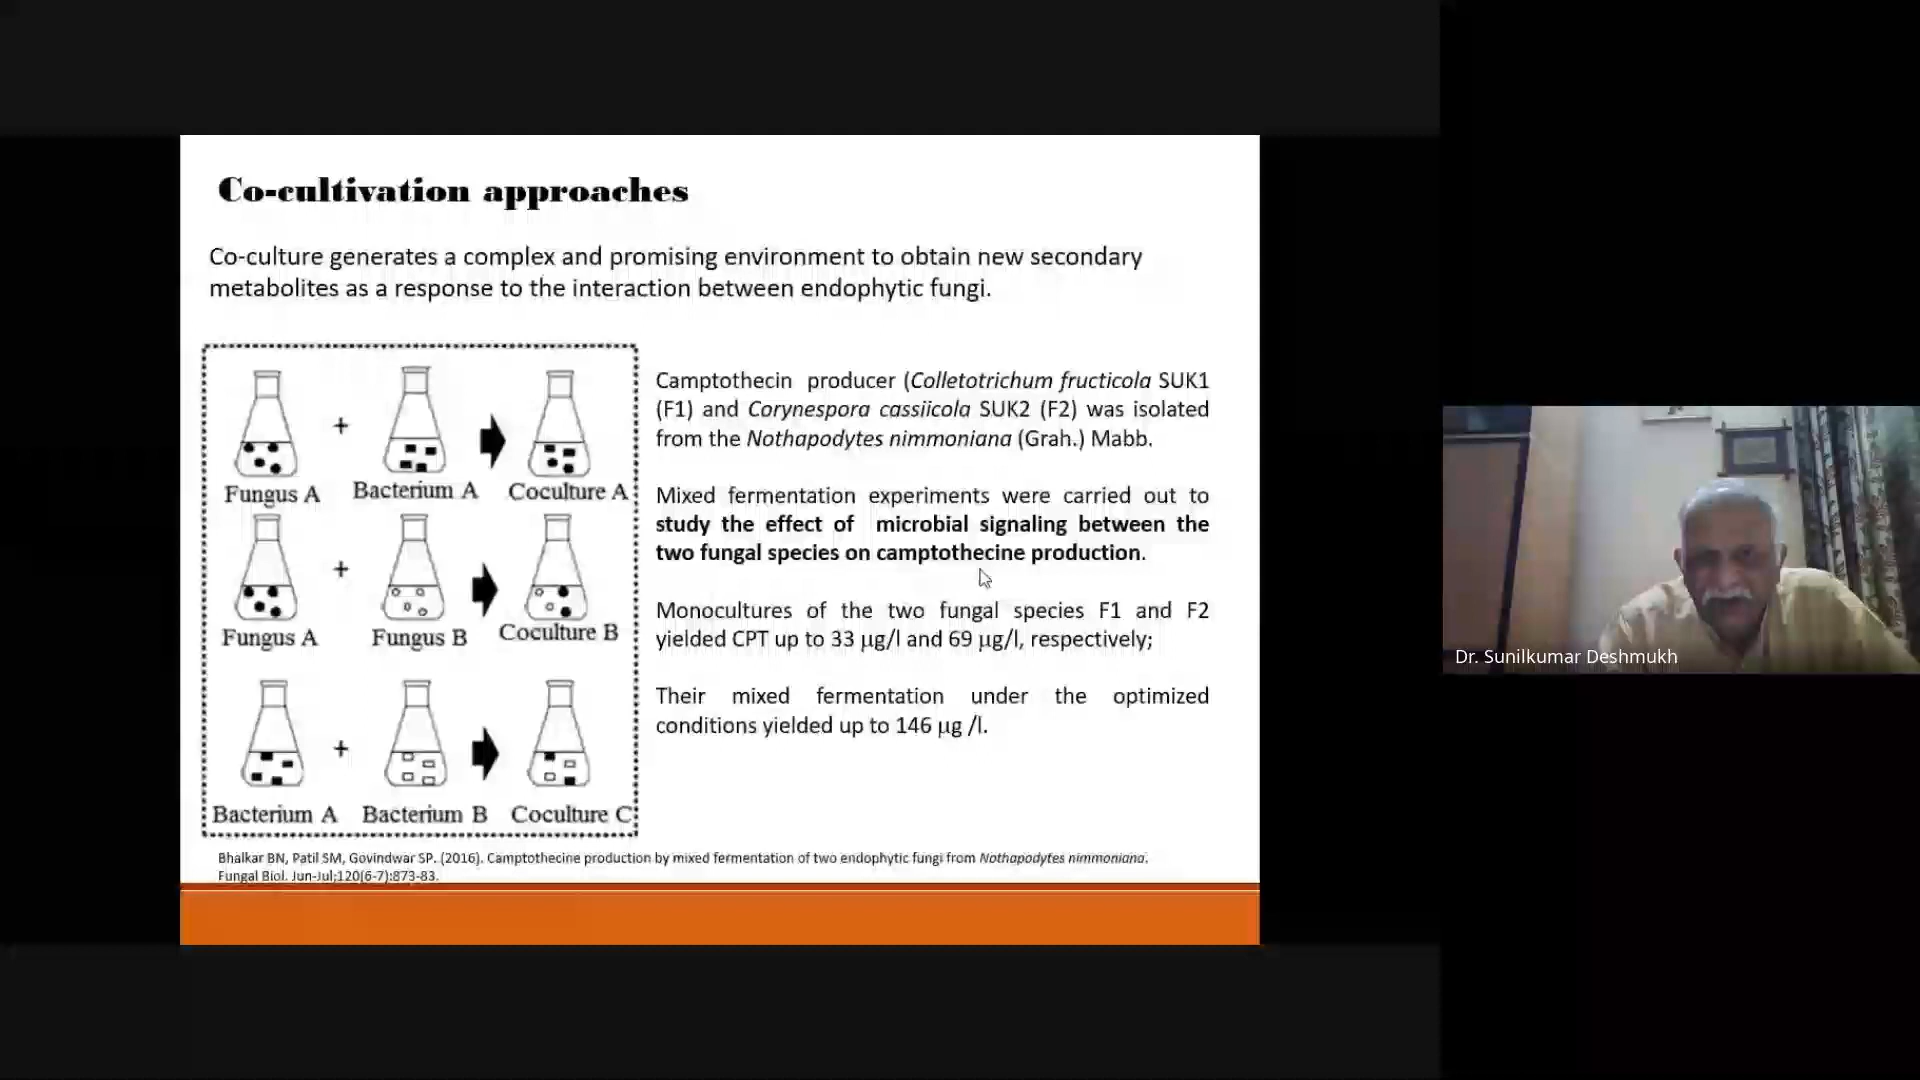 Co-cultivation approaches
Co-culture generates a complex and promising environment to obtain new secondary
metabolites as a response to the interaction between endophytic fungi.
+
Fungus A
Bacterium A
Coculture A
+
Fungus A
Fungus B
Coculture B
+
Bacterium A
Bacterium B
Coculture C
Camptothecin producer (Colletotrichum fructicola SUK1
(F1) and Corynespora cassiicola SUK2 (F2) was isolated
from the Nothapodytes nimmoniana (Grah.) Mabb.
Mixed fermentation experiments were carried out to
study the effect of microbial signaling between the
two fungal species on camptothecine production.
Monocultures of the two fungal species F1 and F2
yielded CPT up to 33 µg/l and 69 µg/l, respectively;
Their mixed fermentation under the optimized
conditions yielded up to 146 µg /l.
Bhalkar BN, Patil SM, Govindwar SP. (2016). Camptothecine production by mixed fermentation of two endophytic fungi from Nothapodytes nimmoniana.
Fungal Biol. Jun-Jul;120(6-7):873-83.
Dr. Sunilkumar Deshmukh